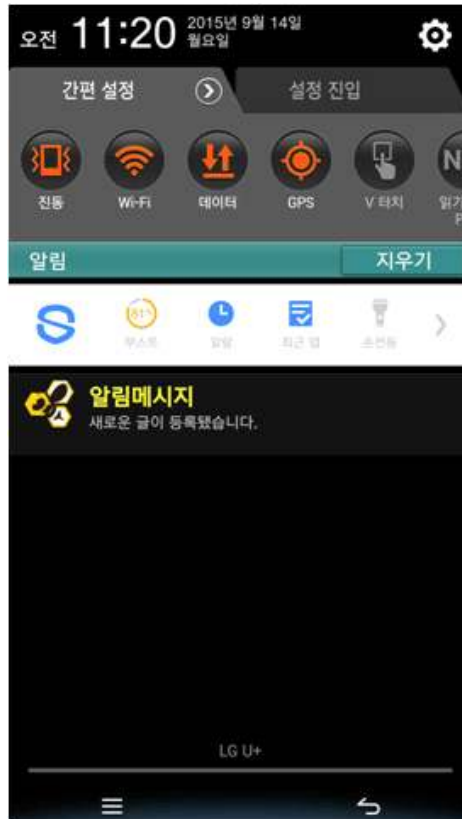 오전 11:20 2015년 9월 14일
월요일
간편 설정
설정 진입
진동 Wi-Fi 데이터 GPS V 터치
알림 지우기
81%
부스트 알람 최근 앱 손전등
알림메시지
새로운 글이 등록됐습니다.
LG U+